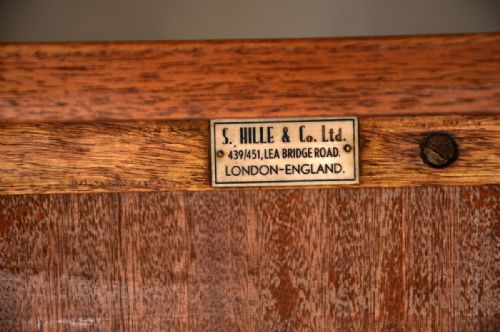 S. HILLE & Co. Ltd.
439/451, LEA BRIDGE ROAD.
LONDON-ENGLAND.